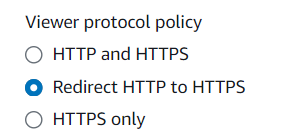 Viewer protocol policy
HTTP and HTTPS
Redirect HTTP to HTTPS
HTTPS only